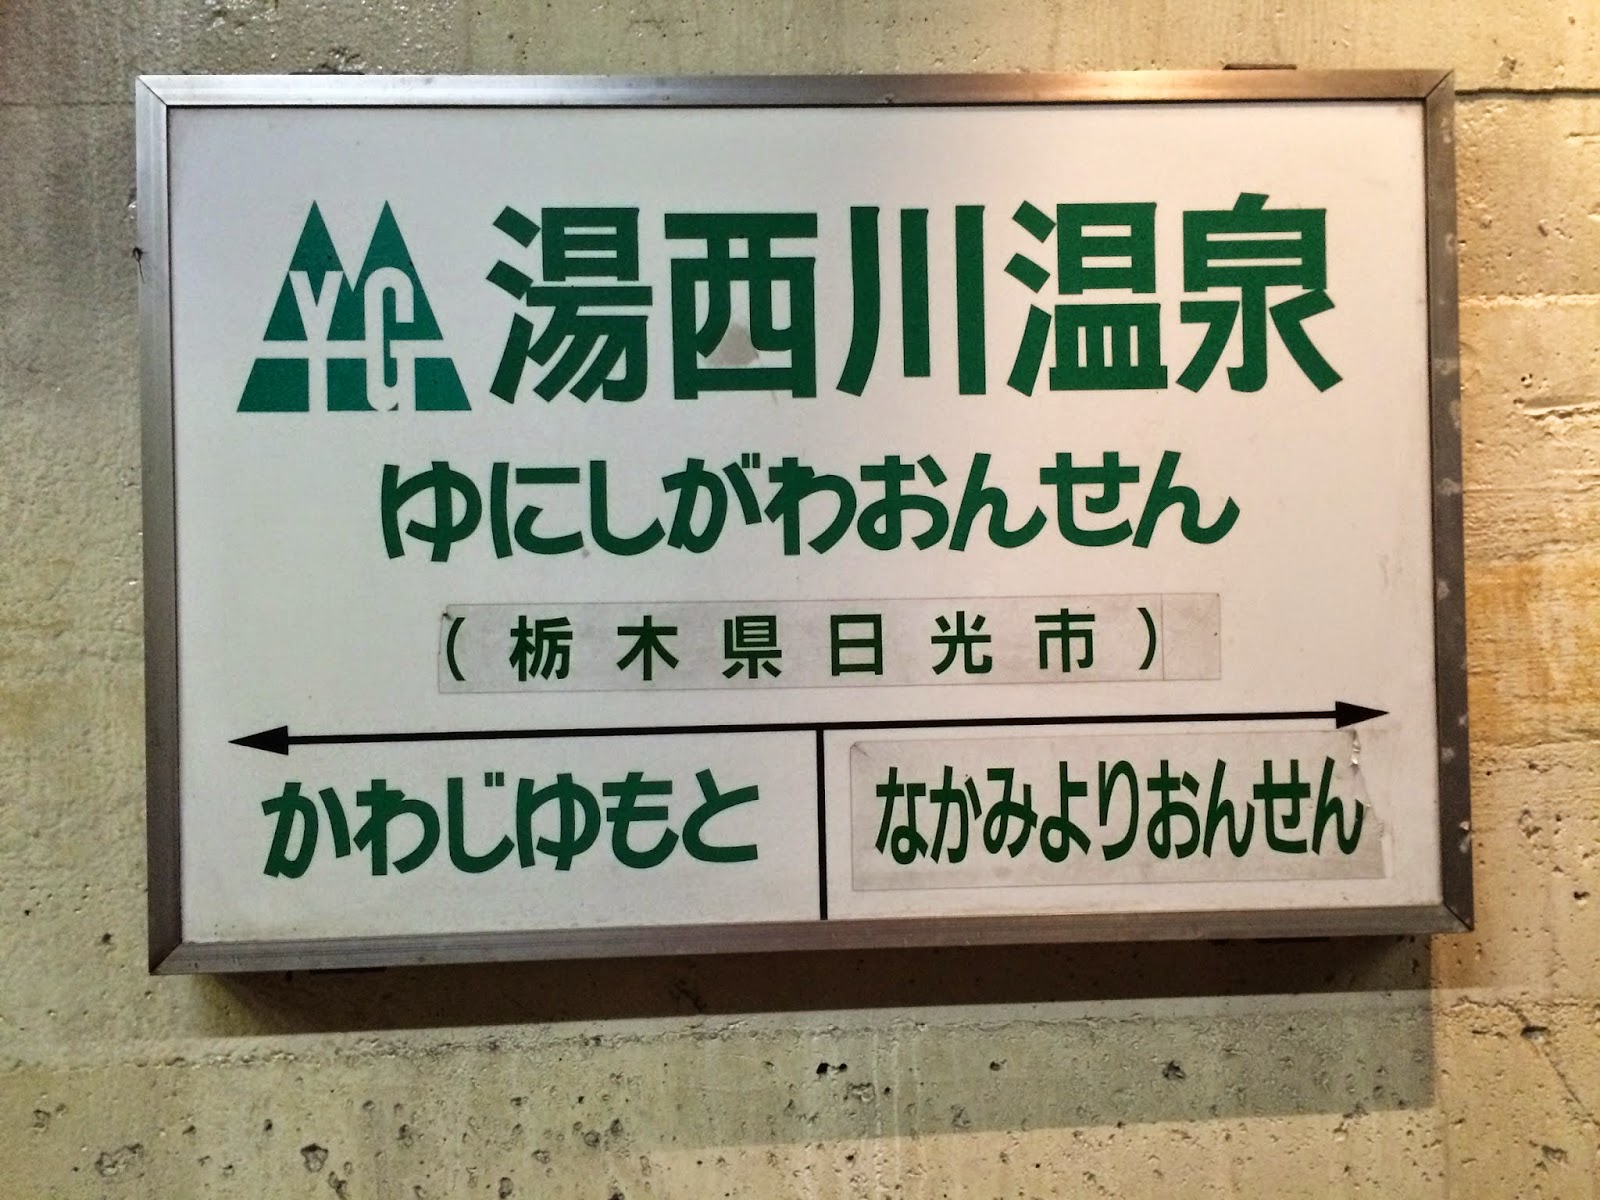 YG 湯西川温泉
ゆにしがわおんせん
(栃木県日光市)
かわじゆもと
なかみよりおんせん